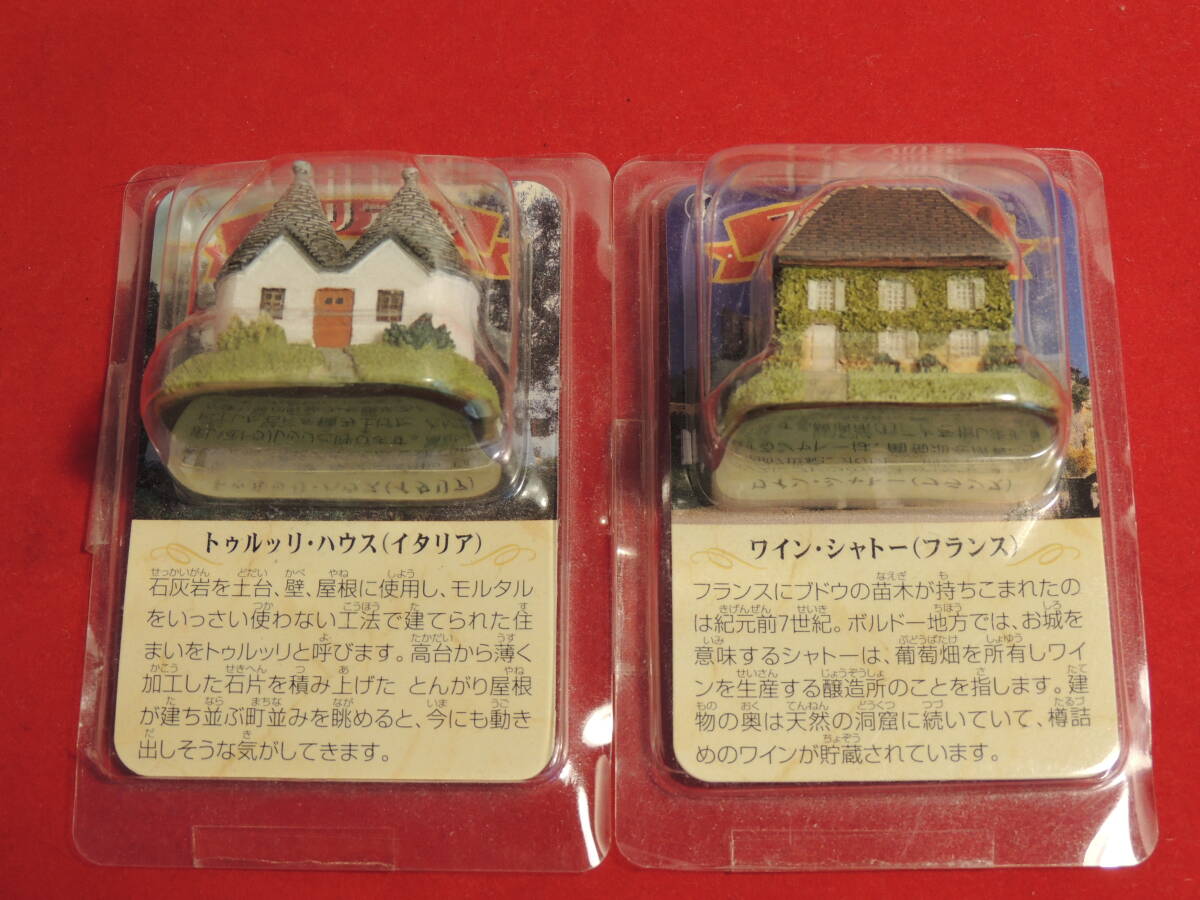 トゥルッリ・ハウス(イタリア)
石灰岩を土台、壁、屋根に使用し、モルタル
をいっさい使わない工法で建てられた住
まいをトゥルッリと呼びます。高台から薄く
加工した石片を積み上げた とんがり屋根
が建ち並ぶ町並みを眺めると、今にも動き
出しそうな気がしてきます。
ワイン・シャトー(フランス)
フランスにブドウの苗木が持ちこまれたの
は紀元前7世紀。ボルドー地方では、お城を
意味するシャトーは、葡萄畑を所有しワイ
ンを生産する醸造所のことを指します。建
物の奥は天然の洞窟に続いていて、樽詰
めのワインが貯蔵されています。